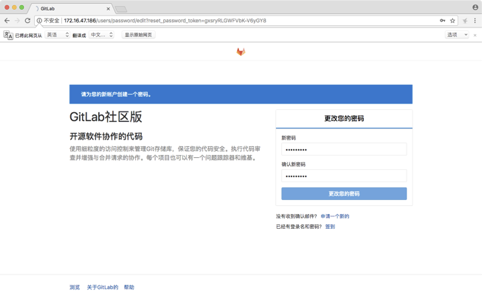 GitLab
不安全 | 172.16.47.186/users/password/edit?reset_password_token=gxsryRLGWFVbK-V6yGY8
已将此网页从 英语 翻译成 中文... 显示原始网页 选项
请为您的新帐户创建一个密码。
GitLab社区版
开源软件协作的代码
使用细粒度的访问控制来管理Git存储库，保证您的代码安全。执行代码审
查并增强与合并请求的协作。每个项目也可以有一个问题跟踪器和维基。
更改您的密码
新密码
•••••••••
确认新密码
•••••••••
更改您的密码
没有收到确认邮件？ 申请一个新的
已经有登录名和密码？ 签到
浏览 关于GitLab的 帮助